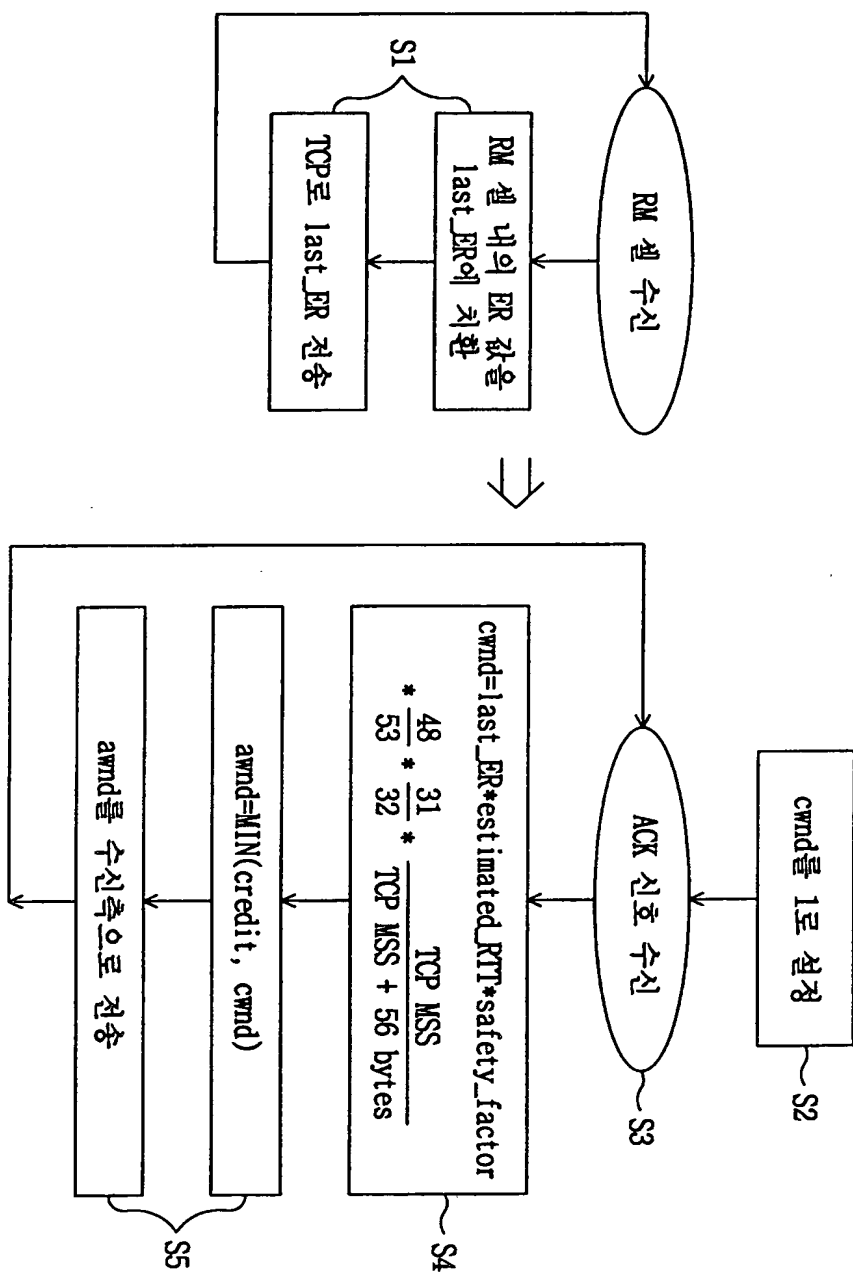 RM 셀 수신
RM 셀 내의 ER 값을
last_ER에 치환
S1
TCP로 last_ER 전송
cwnd를 1로 설정
S2
ACK 신호 수신
S3
cwnd=last_ER*estimated_RTT*safety_factor
* 48/53 * 31/32 * TCP MSS/TCP MSS + 56 bytes
S4
awnd=MIN(credit, cwnd)
awnd를 수신측으로 전송
S5